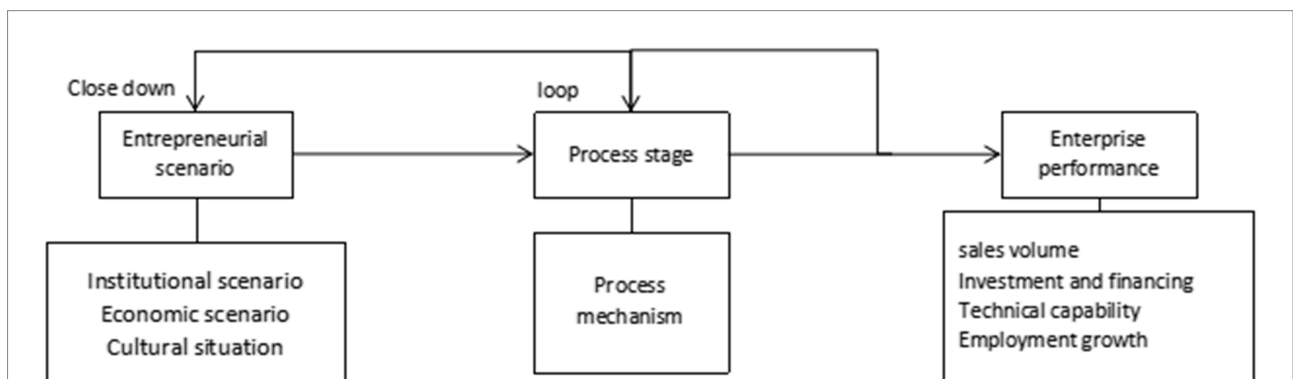 Close down
loop
Entrepreneurial
scenario
Process stage
Enterprise
performance
Institutional scenario
Economic scenario
Cultural situation
Process
mechanism
sales volume
Investment and financing
Technical capability
Employment growth